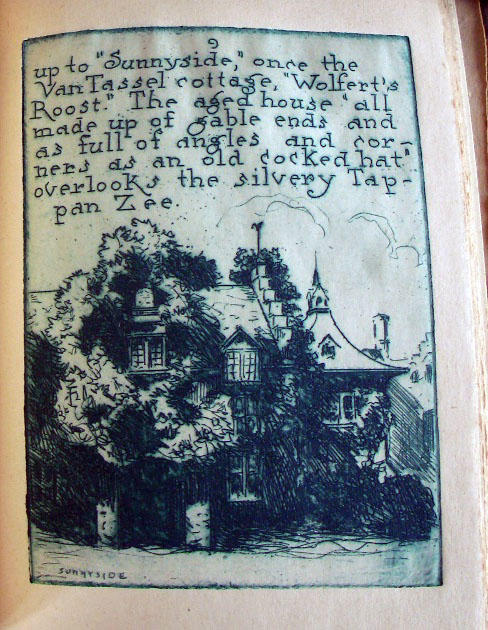 9
up to "Sunnyside," once the
Van Tassel cottage, "Wolfert's
Roost." The aged house "all
made up of gable ends and
as full of angles and cor-
ners as an old cocked hat"
overlooks the silvery Tap-
pan Zee
SUNNYSIDE